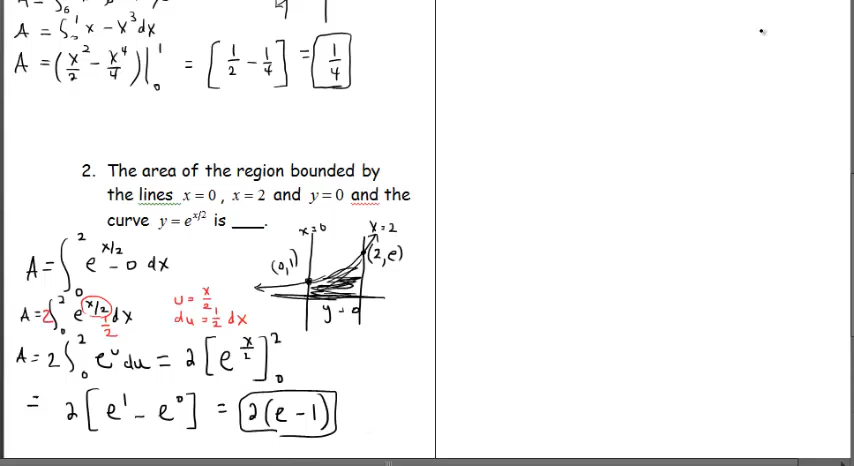 A = ∫₀¹ x - x³ dx
A = (x²/2 - x⁴/4)|₀¹ = [1/2 - 1/4] = 1/4
2. The area of the region bounded by
the lines x = 0, x = 2 and y = 0 and the
curve y = e^(x/2) is ____.
x = 0
x = 2
(0,1)
(2,e)
y = 0
A = ∫₀² e^(x/2) - 0 dx
A = 2∫₀² e^(x/2) 1/2 dx
u = x/2
du = 1/2 dx
A = 2∫₀² e^u du = 2[e^(x/2)]₀²
= 2[e¹ - e⁰] = 2(e - 1)